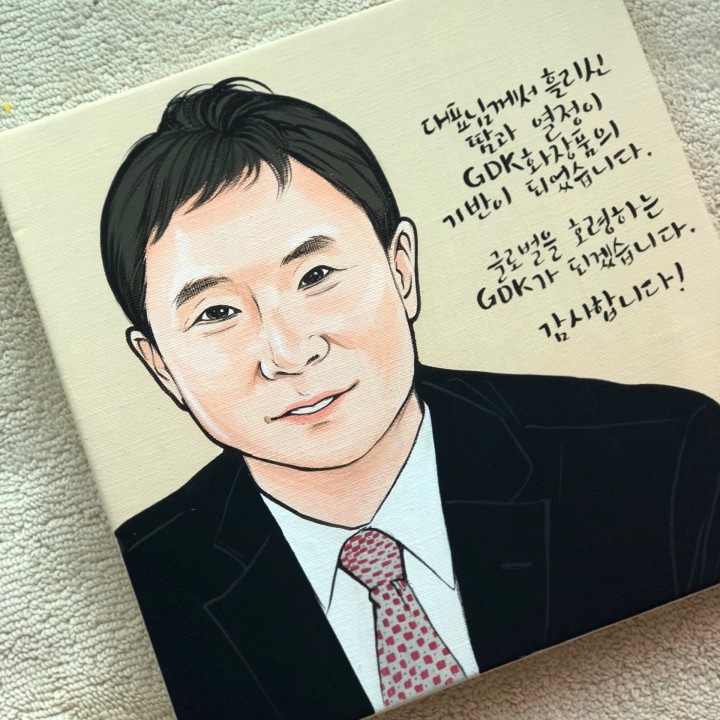 대표님께서 흘리신
땀과 열정이
GDK화장품의
기반이 되었습니다.
글로벌을 호령하는
GDK가 되겠습니다.
감사합니다!